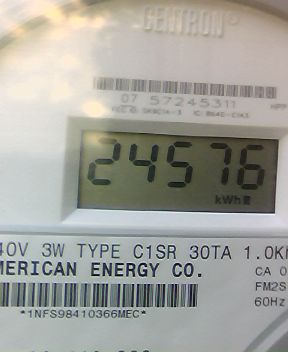 CENTRON®
07 57245311
24576
kWh
40V 3W TYPE C1SR 30TA 1.0K
MERICAN ENERGY CO.
CA 0
FM2S
60Hz
*1NFS98410366MEC*